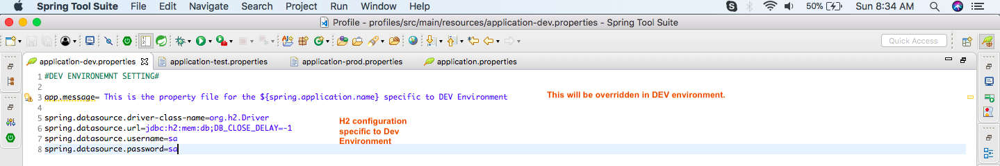 Spring Tool Suite File Edit Navigate Search Project Run Window Help 50% Sun 8:34 AM
Profile - profiles/src/main/resources/application-dev.properties - Spring Tool Suite
Quick Access
application-dev.properties application-test.properties application-prod.properties application.properties
1 #DEV ENVIRONEMNT SETTING#
2
3 app.message= This is the property file for the ${spring.application.name} specific to DEV Environment
This will be overridden in DEV environment.
4
5 spring.datasource.driver-class-name=org.h2.Driver
6 spring.datasource.url=jdbc:h2:mem:db;DB_CLOSE_DELAY=-1
7 spring.datasource.username=sa
8 spring.datasource.password=sa
H2 configuration
specific to Dev
Environment